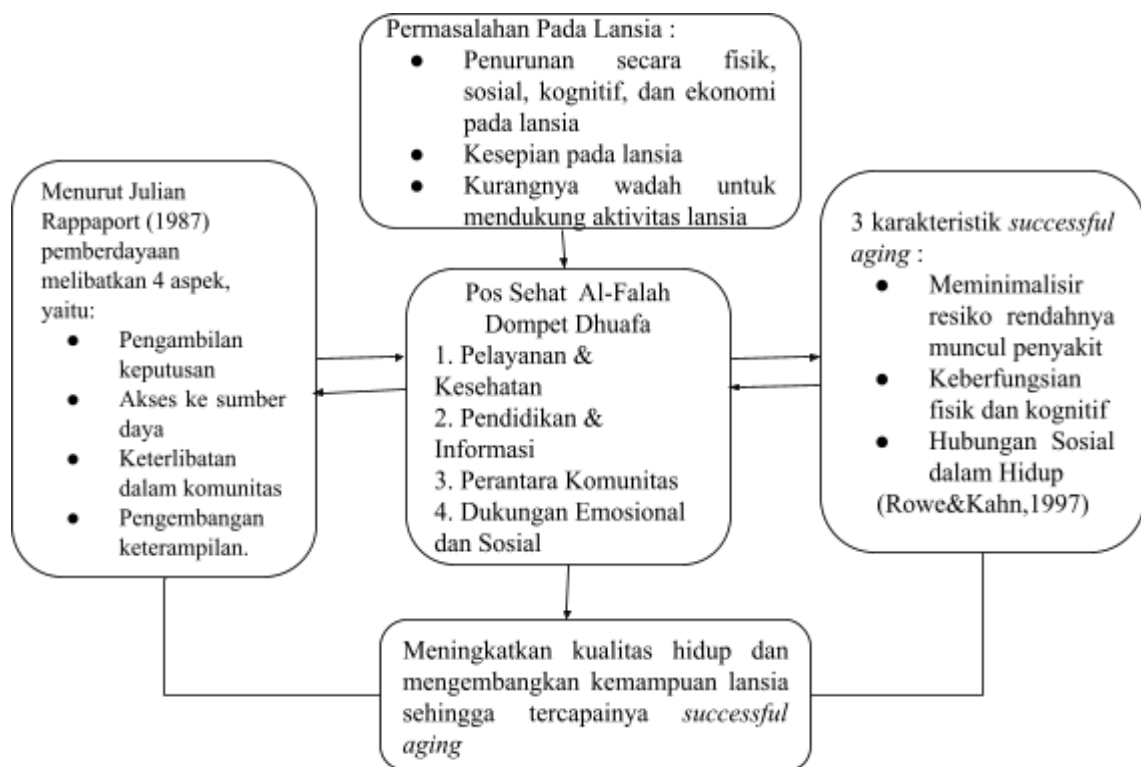 Permasalahan Pada Lansia :
● Penurunan secara fisik,
sosial, kognitif, dan ekonomi
pada lansia
● Kesepian pada lansia
● Kurangnya wadah untuk
mendukung aktivitas lansia
Menurut Julian
Rappaport (1987)
pemberdayaan
melibatkan 4 aspek,
yaitu:
● Pengambilan
keputusan
● Akses ke sumber
daya
● Keterlibatan
dalam komunitas
● Pengembangan
keterampilan.
Pos Sehat Al-Falah
Dompet Dhuafa
1. Pelayanan &
Kesehatan
2. Pendidikan &
Informasi
3. Perantara Komunitas
4. Dukungan Emosional
dan Sosial
3 karakteristik successful
aging :
● Meminimalisir
resiko rendahnya
muncul penyakit
● Keberfungsian
fisik dan kognitif
● Hubungan Sosial
dalam Hidup
(Rowe&Kahn,1997)
Meningkatkan kualitas hidup dan
mengembangkan kemampuan lansia
sehingga tercapainya successful
aging